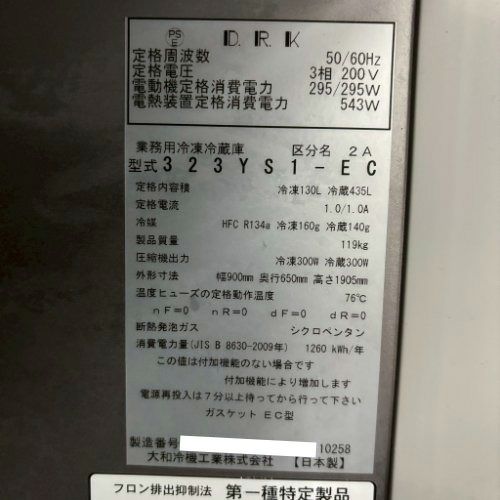 PS
E
D.R.K
定格周波数 50/60Hz
定格電圧 3相 200V
電動機定格消費電力 295/295W
電熱装置定格消費電力 543W
業務用冷凍冷蔵庫 区分名 2A
型式 323YS1-EC
定格内容積 冷凍130L 冷蔵435L
定格電流 1.0/1.0A
冷媒 HFC R134a 冷凍160g 冷蔵140g
製品質量 119kg
圧縮機出力 冷凍300W 冷蔵300W
外形寸法 幅900mm 奥行650mm 高さ1905mm
温度ヒューズの定格動作温度 76℃
nF=0 nR=0 dF=0 dR=0
断熱発泡ガス シクロペンタン
消費電力量(JIS B 8630-2009年) 1260 kWh/年
この値は付加機能のない場合です
付加機能により増加します
電源再投入は7分以上待ってから行って下さい
ガスケット EC型
製造番号 10258
大和冷機工業株式会社 【日本製】
フロン排出抑制法 第一種特定製品